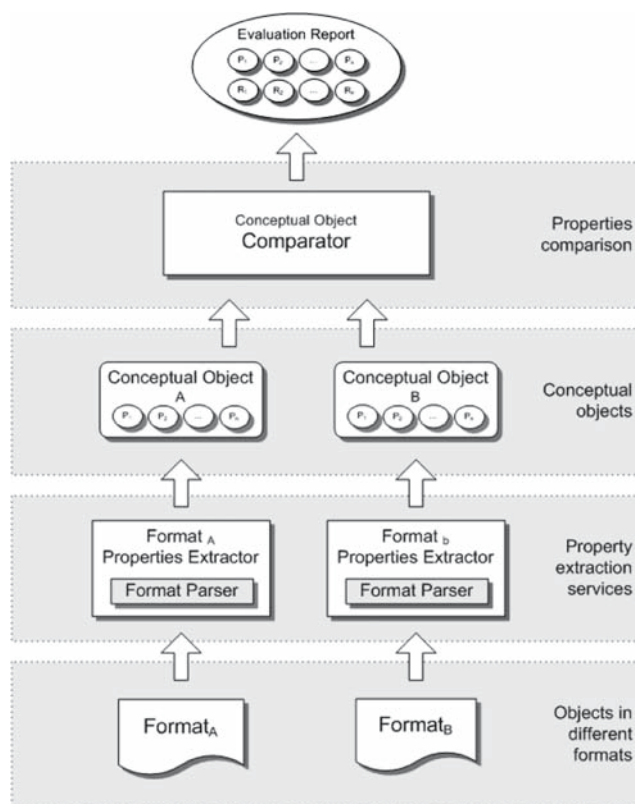 Evaluation Report
P₁ P₂ ... Pₙ
R₁ R₂ ... Rₙ
Conceptual Object
Comparator
Properties
comparison
Conceptual Object
A
P₁ P₂ ... Pₙ
Conceptual Object
B
P₁ P₂ ... Pₙ
Conceptual
objects
Format A
Properties Extractor
Format Parser
Format b
Properties Extractor
Format Parser
Property
extraction
services
FormatA
FormatB
Objects in
different
formats